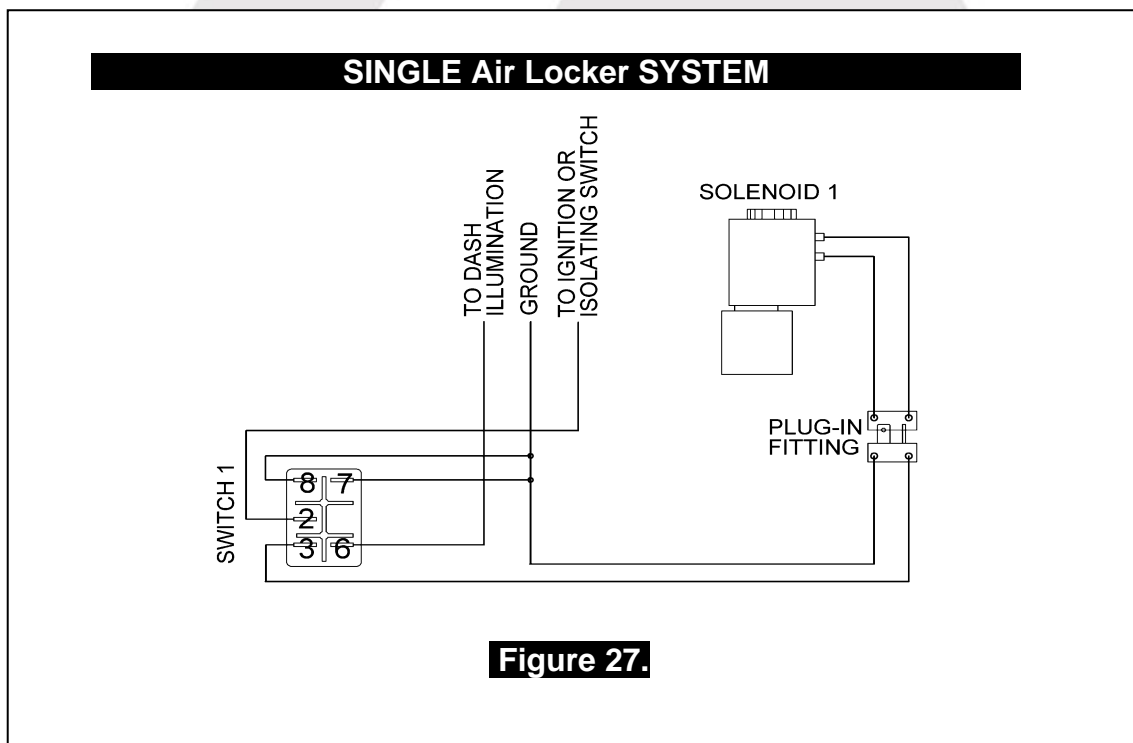 SINGLE Air Locker SYSTEM
TO DASH
ILLUMINATION
GROUND
TO IGNITION OR
ISOLATING SWITCH
SOLENOID 1
PLUG-IN
FITTING
SWITCH 1
8 7
2
3 6
Figure 27.